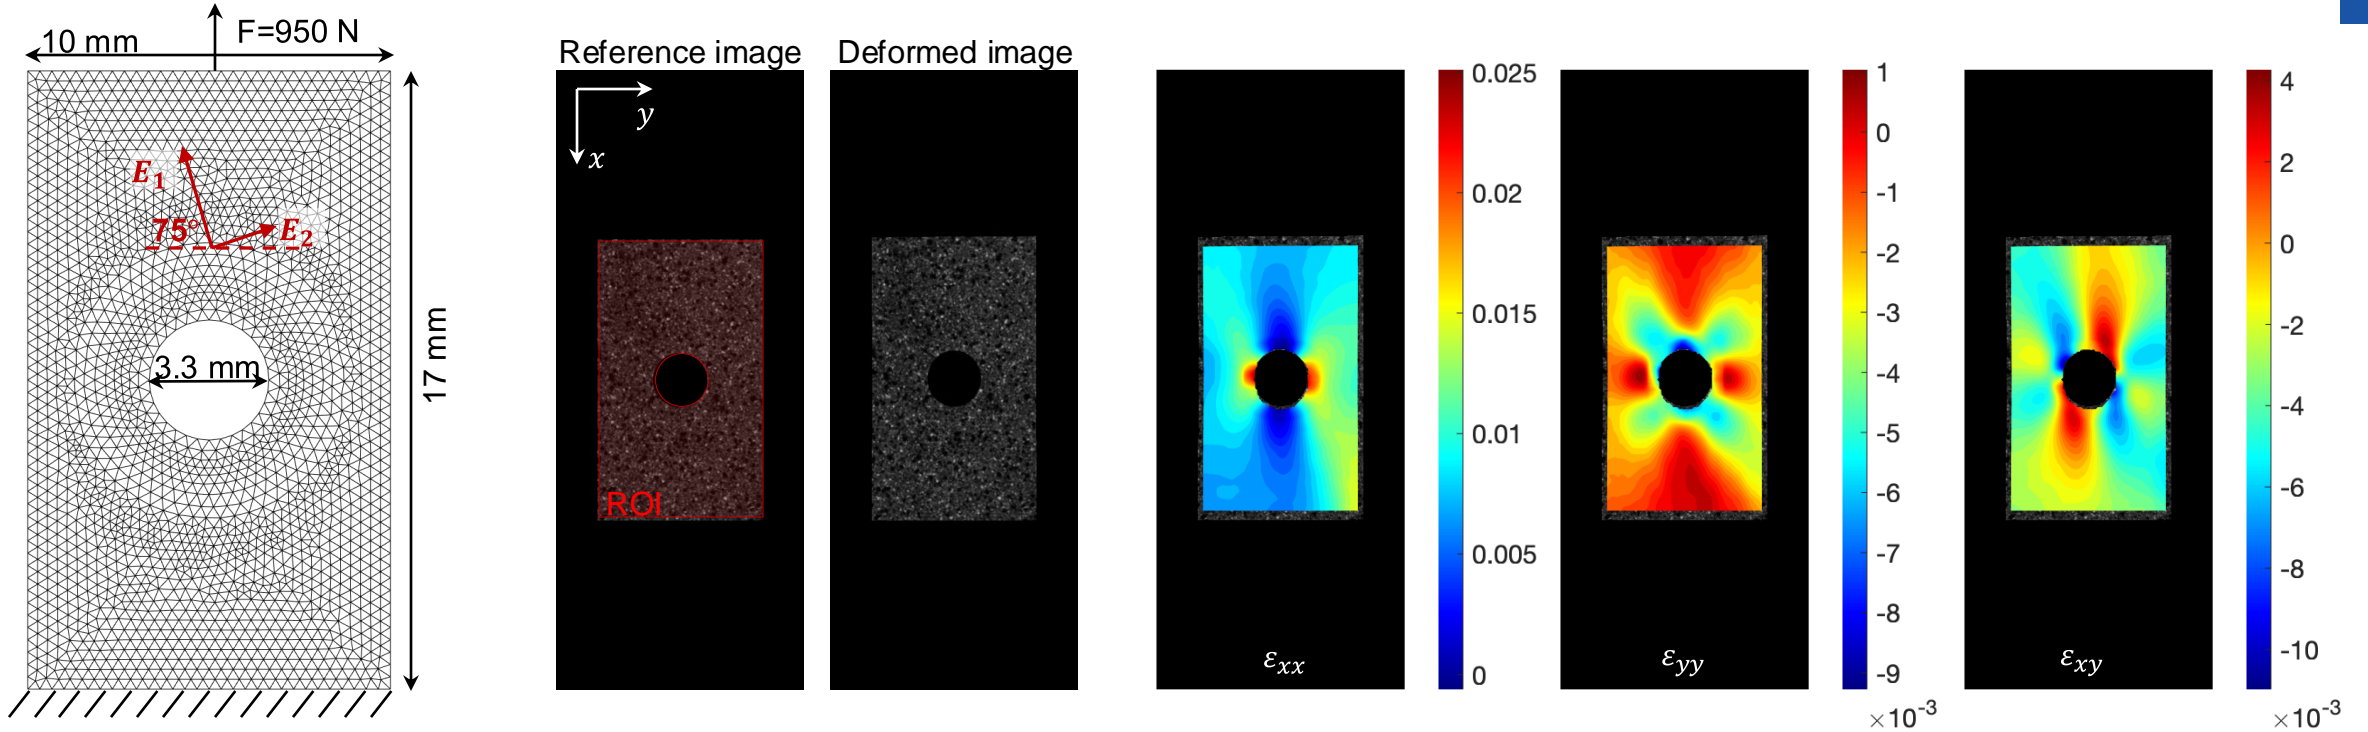 10 mm
F=950 N
E1
75°
E2
3.3 mm
17 mm
Reference image
y
x
ROI
Deformed image
εxx
0.025
0.02
0.015
0.01
0.005
0
εyy
1
0
-1
-2
-3
-4
-5
-6
-7
-8
-9
×10-3
εxy
4
2
0
-2
-4
-6
-8
-10
×10-3